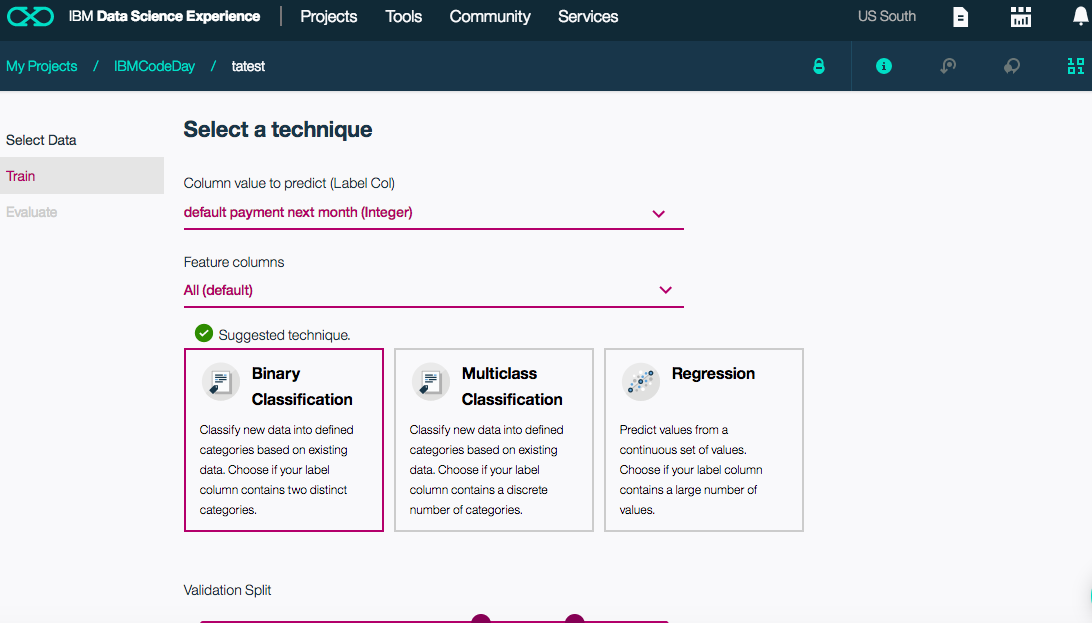 IBM Data Science Experience | Projects Tools Community Services US South
My Projects / IBMCodeDay / tatest
Select Data
Train
Evaluate
Select a technique
Column value to predict (Label Col)
default payment next month (Integer)
Feature columns
All (default)
Suggested technique.
Binary
Classification
Classify new data into defined
categories based on existing
data. Choose if your label
column contains two distinct
categories.
Multiclass
Classification
Classify new data into defined
categories based on existing
data. Choose if your label
column contains a discrete
number of categories.
Regression
Predict values from a
continuous set of values.
Choose if your label column
contains a large number of
values.
Validation Split